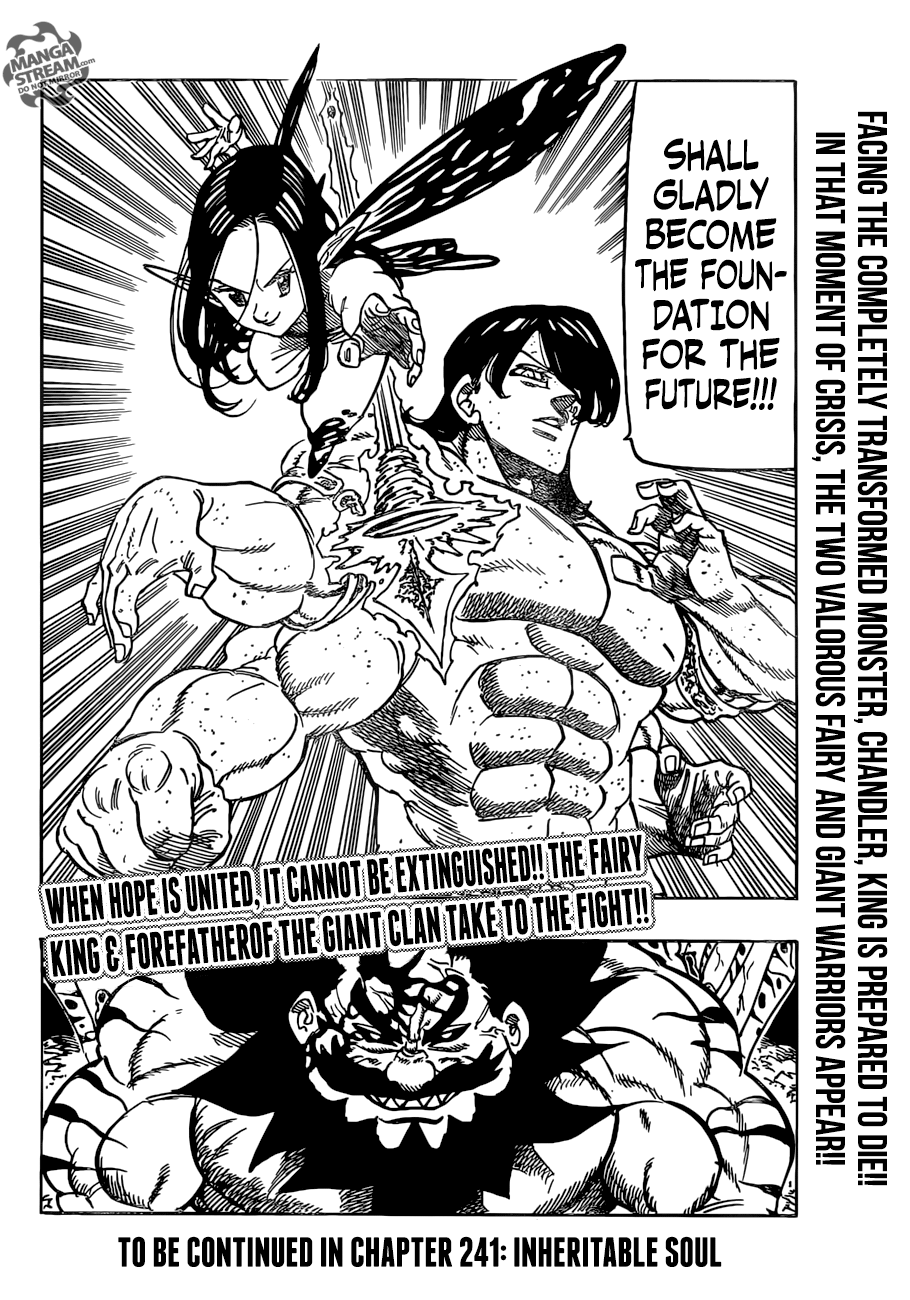 MANGA
STREAM.com
DO NOT MIRROR
SHALL
GLADLY
BECOME
THE FOUN-
DATION
FOR THE
FUTURE!!!
FACING THE COMPLETELY TRANSFORMED MONSTER, CHANDLER, KING IS PREPARED TO DIE!!
IN THAT MOMENT OF CRISIS, THE TWO VALOROUS FAIRY AND GIANT WARRIORS APPEAR!!
WHEN HOPE IS UNITED, IT CANNOT BE EXTINGUISHED!! THE FAIRY
KING & FOREFATHEROF THE GIANT CLAN TAKE TO THE FIGHT!!
TO BE CONTINUED IN CHAPTER 241: INHERITABLE SOUL